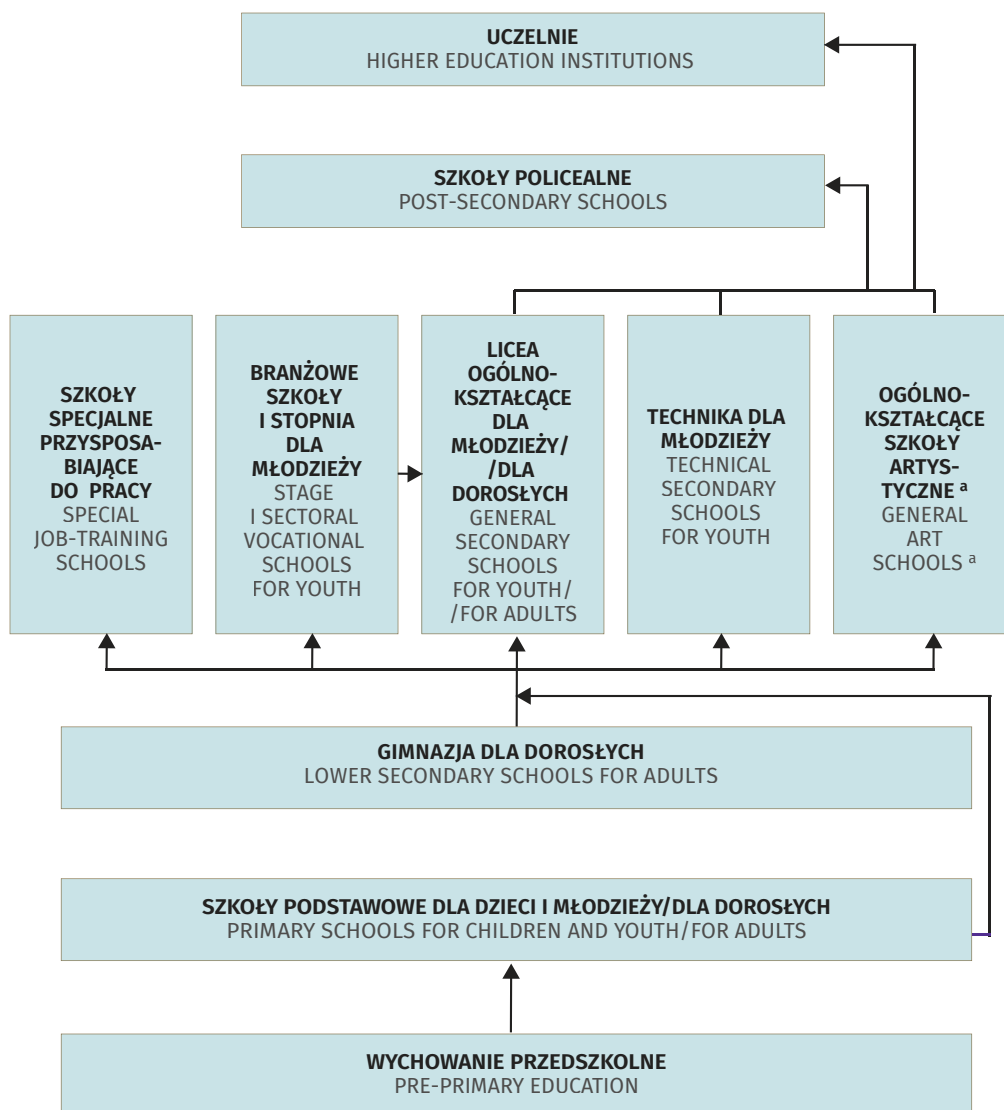 UCZELNIE
HIGHER EDUCATION INSTITUTIONS
SZKOŁY POLICEALNE
POST-SECONDARY SCHOOLS
SZKOŁY
SPECJALNE
PRZYSPOSA-
BIAJĄCE
DO PRACY
SPECIAL
JOB-TRAINING
SCHOOLS
BRANŻOWE
SZKOŁY
I STOPNIA
DLA
MŁODZIEŻY
STAGE
I SECTORAL
VOCATIONAL
SCHOOLS
FOR YOUTH
LICEA
OGÓLNO-
KSZTAŁCĄCE
DLA
MŁODZIEŻY/
/DLA
DOROSŁYCH
GENERAL
SECONDARY
SCHOOLS
FOR YOUTH/
/FOR ADULTS
TECHNIKA DLA
MŁODZIEŻY
TECHNICAL
SECONDARY
SCHOOLS
FOR YOUTH
OGÓLNO-
KSZTAŁCĄCE
SZKOŁY
ARTYS-
TYCZNE ᵃ
GENERAL
ART
SCHOOLS ᵃ
GIMNAZJA DLA DOROSŁYCH
LOWER SECONDARY SCHOOLS FOR ADULTS
SZKOŁY PODSTAWOWE DLA DZIECI I MŁODZIEŻY/DLA DOROSŁYCH
PRIMARY SCHOOLS FOR CHILDREN AND YOUTH/FOR ADULTS
WYCHOWANIE PRZEDSZKOLNE
PRE-PRIMARY EDUCATION